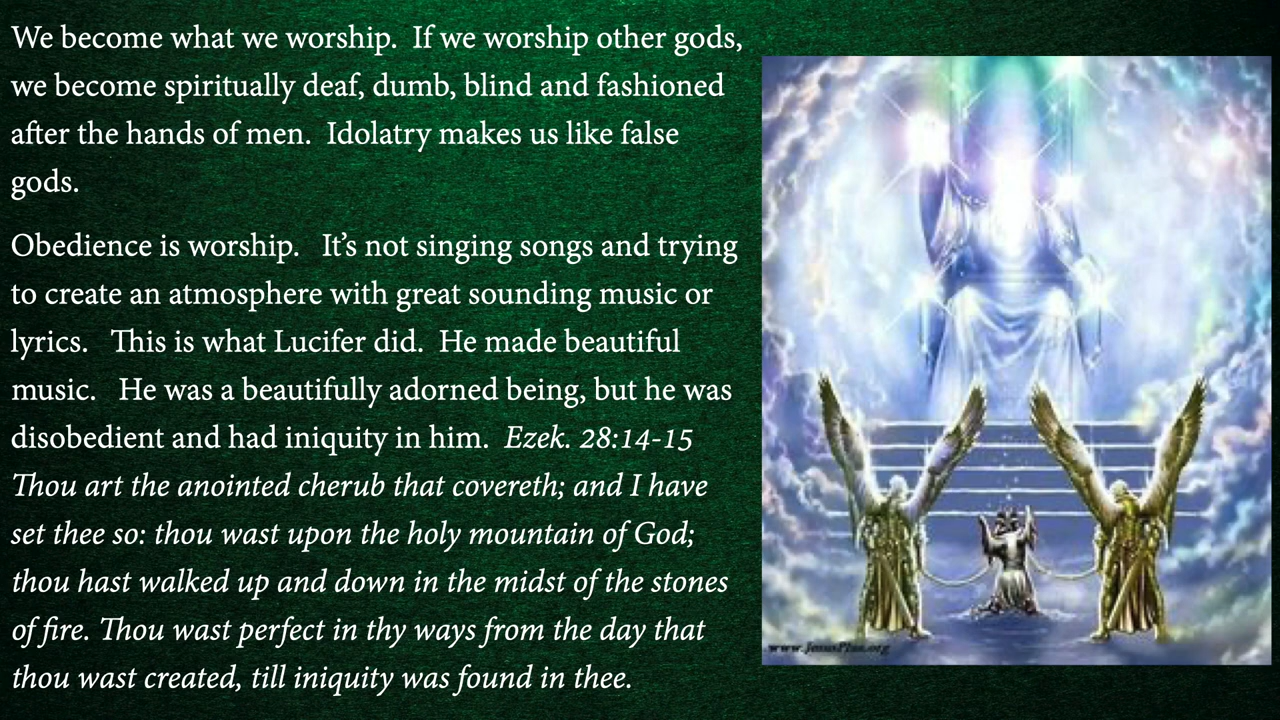 We become what we worship.  If we worship other gods,
we become spiritually deaf, dumb, blind and fashioned
after the hands of men.  Idolatry makes us like false
gods.
Obedience is worship.   It’s not singing songs and trying
to create an atmosphere with great sounding music or
lyrics.   This is what Lucifer did.  He made beautiful
music.   He was a beautifully adorned being, but he was
disobedient and had iniquity in him.  Ezek. 28:14-15
Thou art the anointed cherub that covereth; and I have
set thee so: thou wast upon the holy mountain of God;
thou hast walked up and down in the midst of the stones
of fire. Thou wast perfect in thy ways from the day that
thou wast created, till iniquity was found in thee.
www.JesusPlus.org